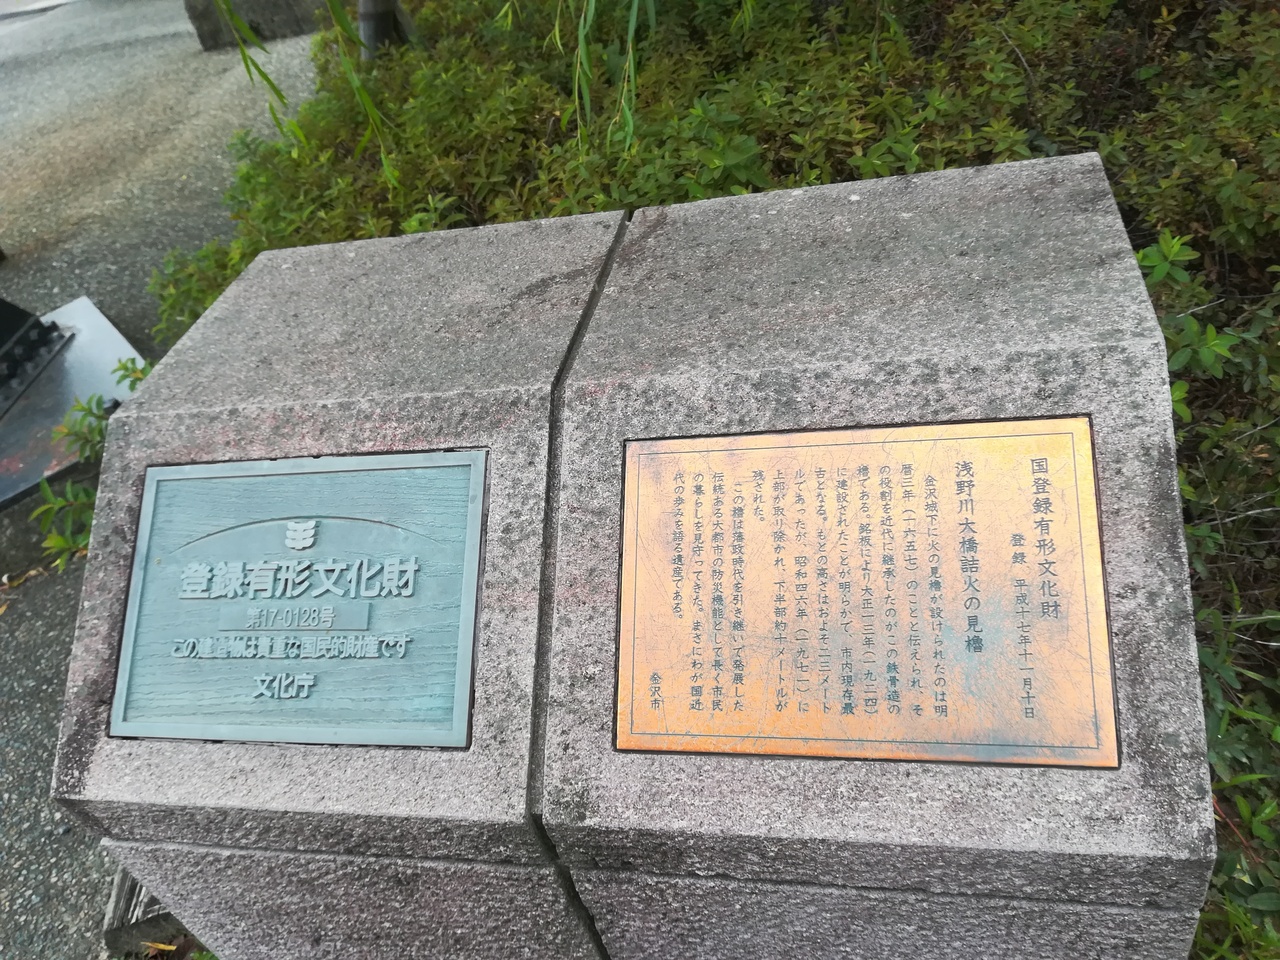 登録有形文化財
第17-0128号
この建造物は貴重な国民的財産です
文化庁
国登録有形文化財
登録 平成十七年十一月十日
浅野川大橋詰火の見櫓
金沢城下に火の見櫓が設けられたのは明
暦三年（一六五七）のことと伝えられ、そ
の役割を近代に継承したのがこの鉄骨造の
櫓である。銘板により大正一三年（一九二四）
に建設されたことが明らかで、市内現存最
古となる。もとの高さはおよそ二三メート
ルであったが、昭和四六年（一九七一）に
上部が取り除かれ、下半部約十メートルが
残された。
この櫓は藩政時代を引き継いで発展した
伝統ある大都市の防災機能として長く市民
の暮らしを見守ってきた。まさにわが国近
代の歩みを語る遺産である。
金沢市